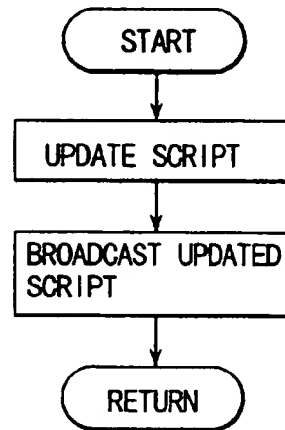 START
UPDATE SCRIPT
BROADCAST UPDATED
SCRIPT
RETURN